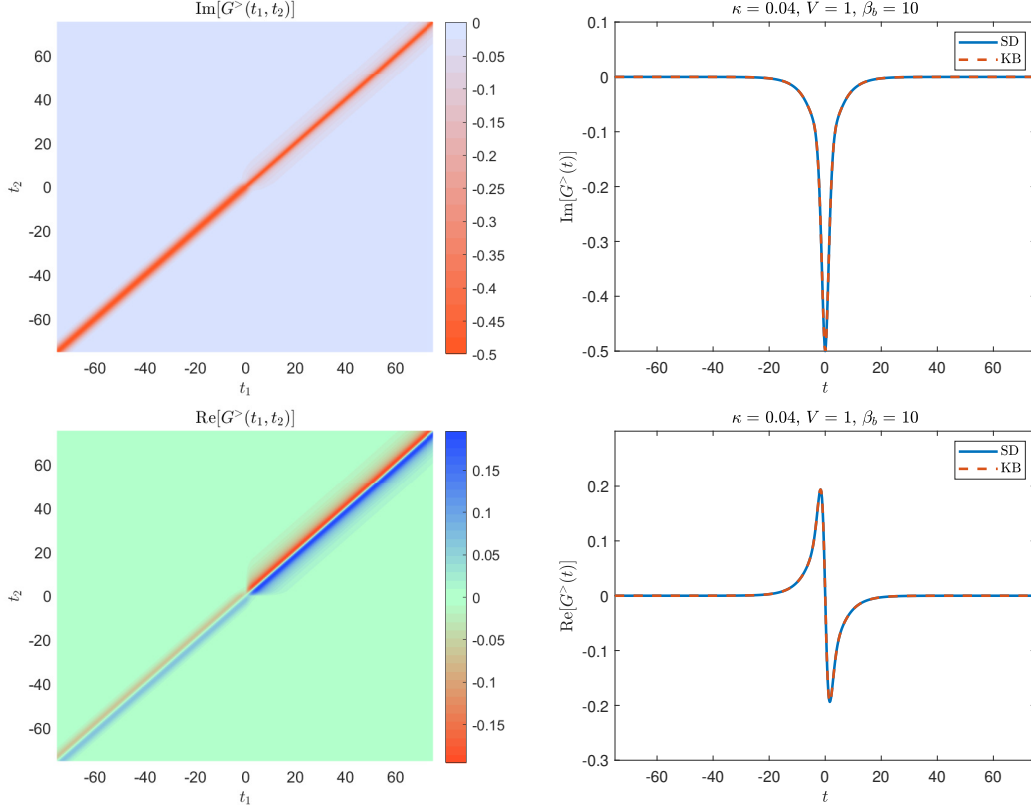 Im[G^>(t_1, t_2)]
60
40
20
0
-20
-40
-60
t_2
-60 -40 -20 0 20 40 60
t_1
0
-0.05
-0.1
-0.15
-0.2
-0.25
-0.3
-0.35
-0.4
-0.45
-0.5
κ = 0.04, V = 1, β_b = 10
0.1
0
-0.1
-0.2
-0.3
-0.4
-0.5
Im[G^>(t)]
SD
KB
-60 -40 -20 0 20 40 60
t
Re[G^>(t_1, t_2)]
60
40
20
0
-20
-40
-60
t_2
-60 -40 -20 0 20 40 60
t_1
0.15
0.1
0.05
0
-0.05
-0.1
-0.15
κ = 0.04, V = 1, β_b = 10
0.2
0.1
0
-0.1
-0.2
-0.3
Re[G^>(t)]
SD
KB
-60 -40 -20 0 20 40 60
t